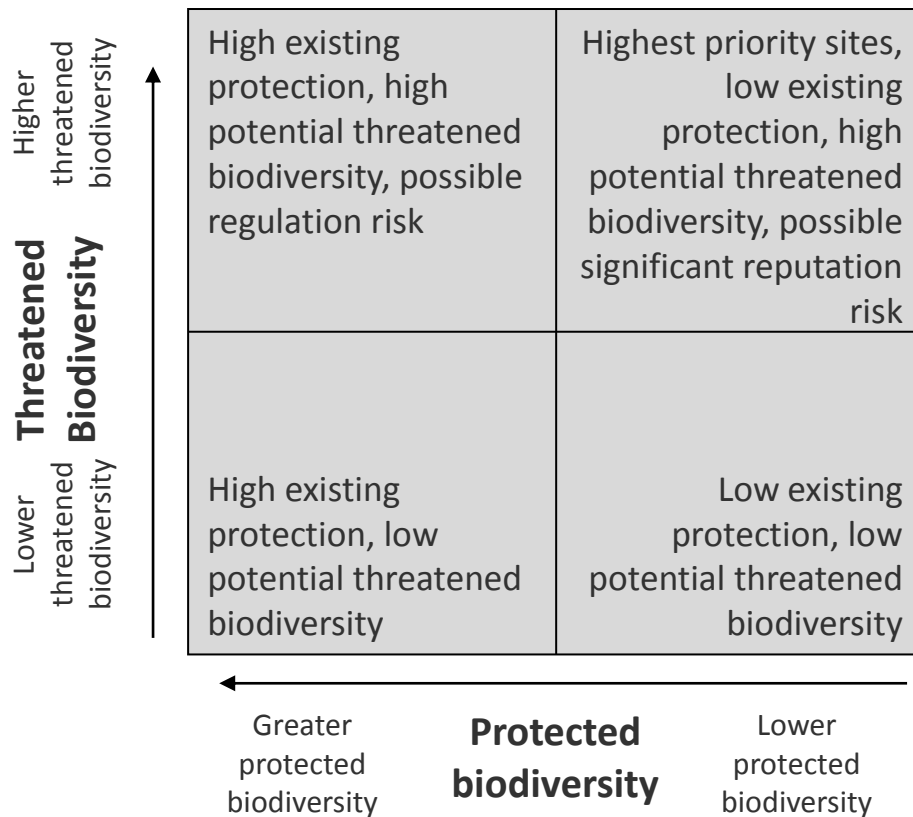 High existing
protection, high
potential threatened
biodiversity, possible
regulation risk
Highest priority sites,
low existing
protection, high
potential threatened
biodiversity, possible
significant reputation
risk
Higher
threatened
biodiversity
Threatened
Biodiversity
Lower
threatened
biodiversity
High existing
protection, low
potential threatened
biodiversity
Low existing
protection, low
potential threatened
biodiversity
Greater
protected
biodiversity
Protected
biodiversity
Lower
protected
biodiversity